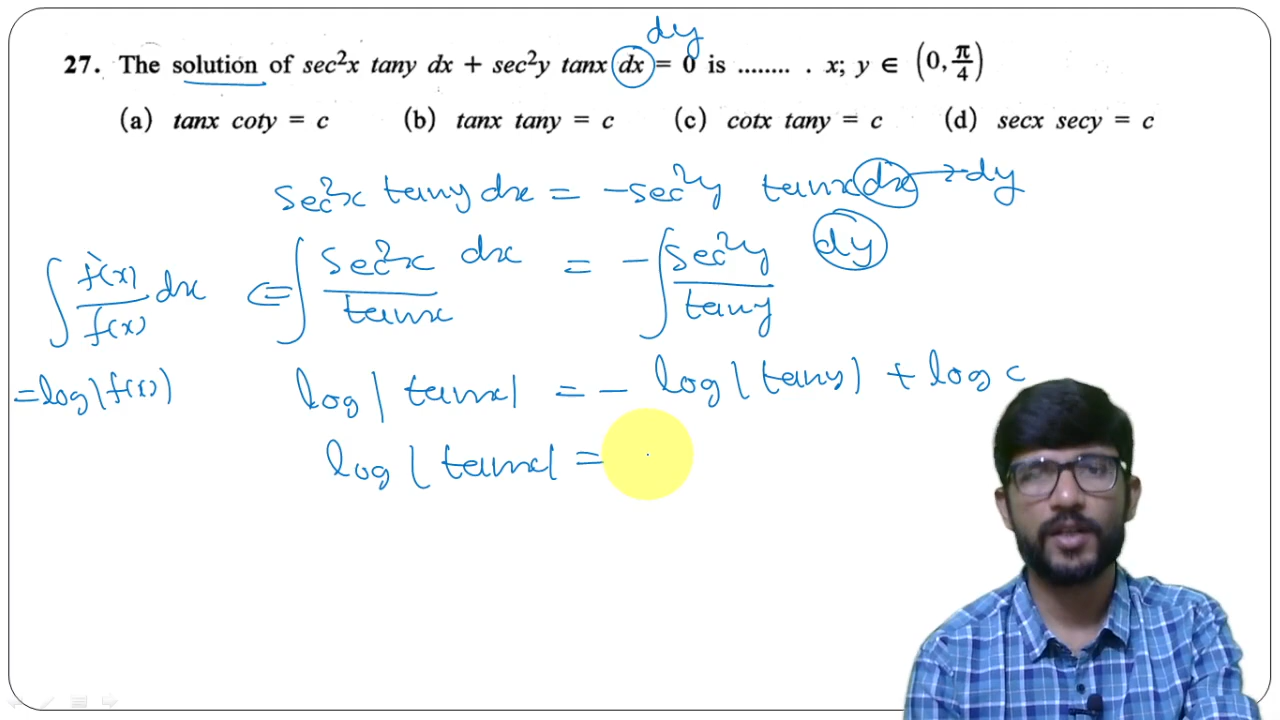 dy
27. The solution of sec²x tany dx + sec²y tanx dx = 0 is ........ . x; y ∈ (0, π/4)
(a) tanx coty = c (b) tanx tany = c (c) cotx tany = c (d) secx secy = c
sec²x tany dx = -sec²y tanx dx → dy
∫ f'(x)/f(x) dx ⇐ ∫ sec²x/tanx dx = -∫ sec²y/tany dy
= log|f(x)| log|tanx| = - log|tany| + log c
log|tanx| =